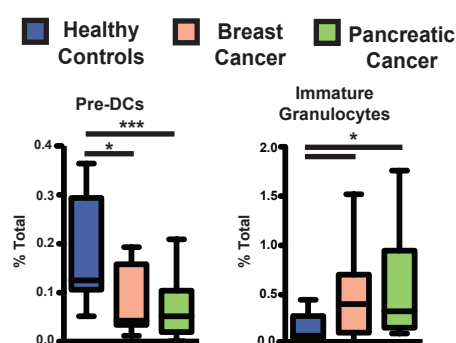 Healthy Controls
Breast Cancer
Pancreatic Cancer
Pre-DCs
***
*
% Total
0.4
0.3
0.2
0.1
0.0
Immature
Granulocytes
*
% Total
2.0
1.5
1.0
0.5
0.0